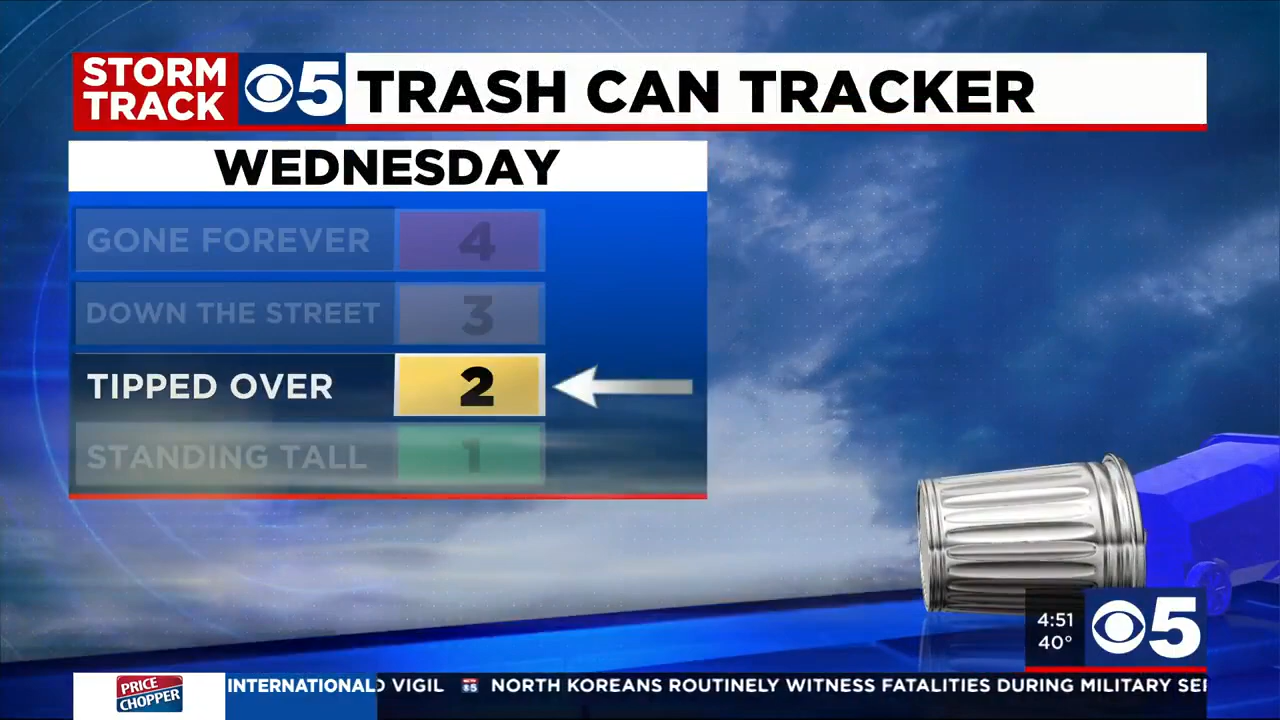 STORM
TRACK
5
TRASH CAN TRACKER
WEDNESDAY
GONE FOREVER 4
DOWN THE STREET 3
TIPPED OVER 2
STANDING TALL 1
4:51
40°
5
PRICE
CHOPPER
INTERNATIONAL VIGIL NORTH KOREANS ROUTINELY WITNESS FATALITIES DURING MILITARY